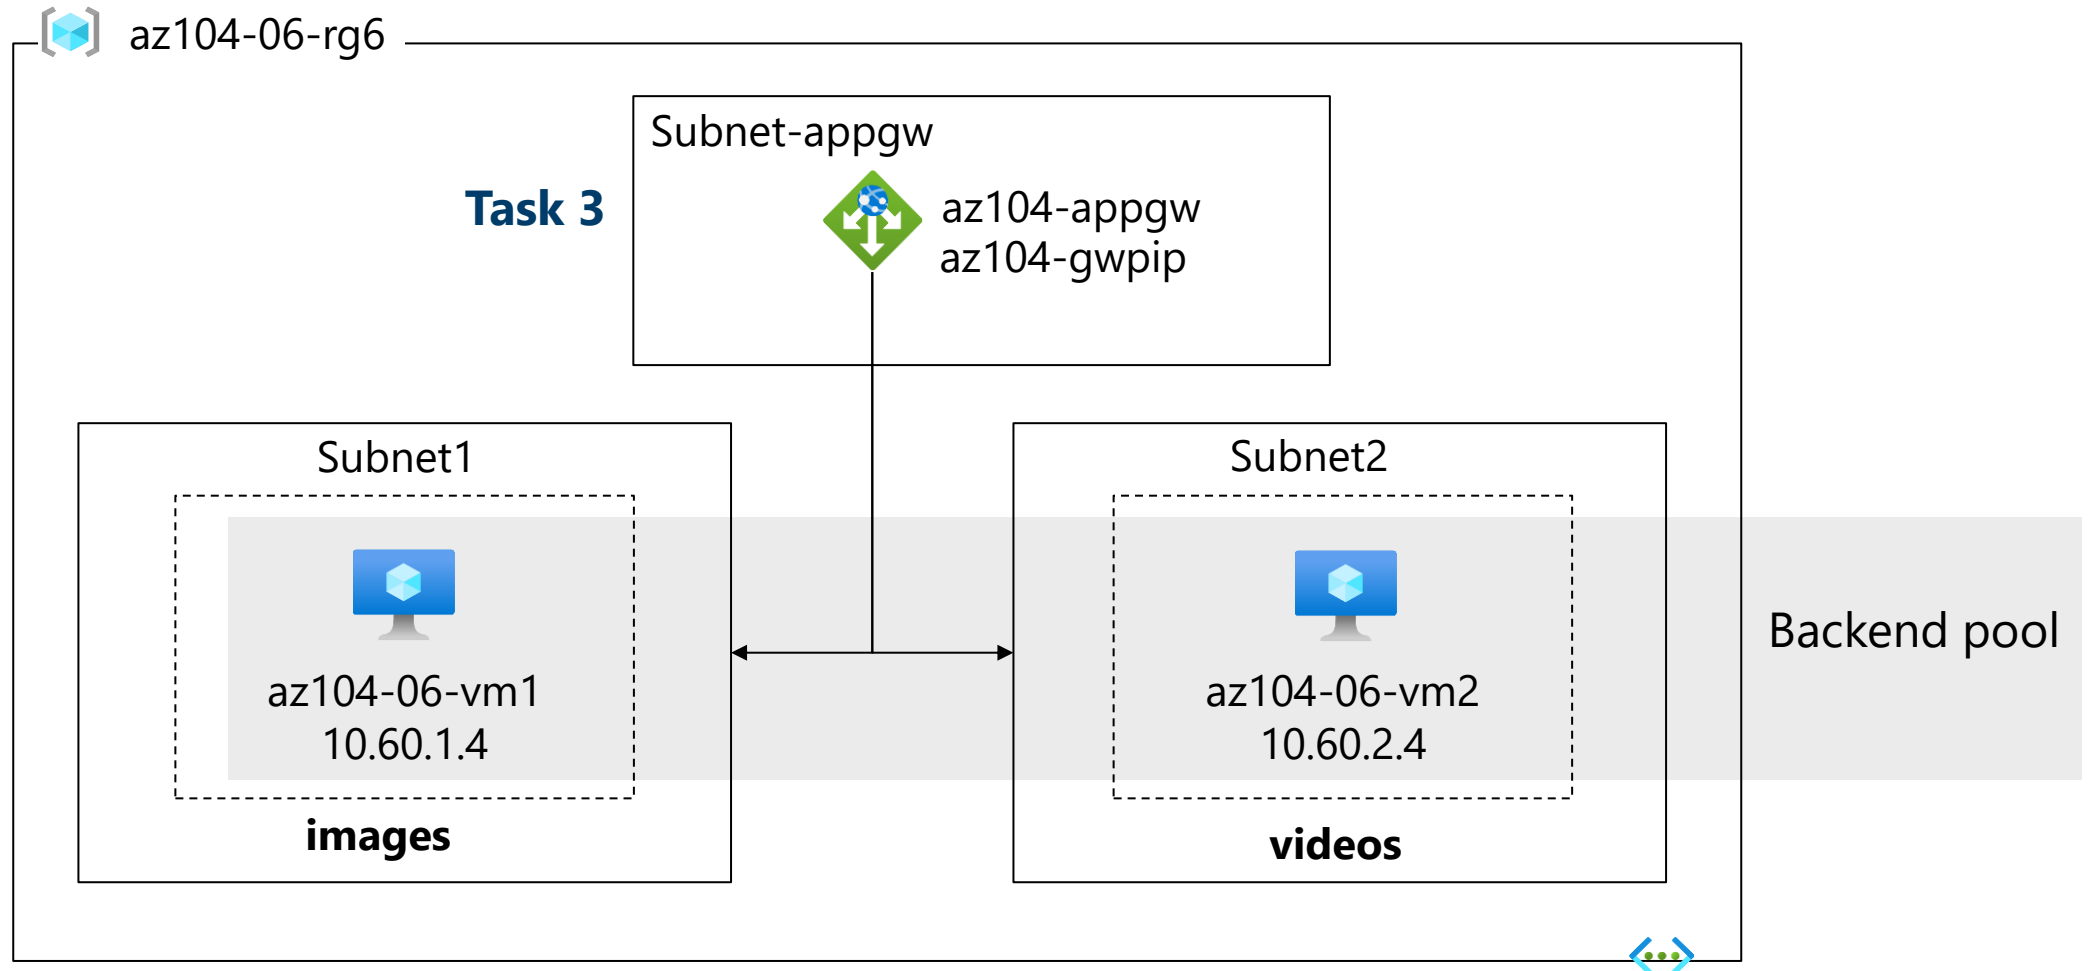 az104-06-rg6
Subnet-appgw
Task 3
az104-appgw
az104-gwpip
Subnet1
Subnet2
az104-06-vm1
10.60.1.4
az104-06-vm2
10.60.2.4
Backend pool
images
videos